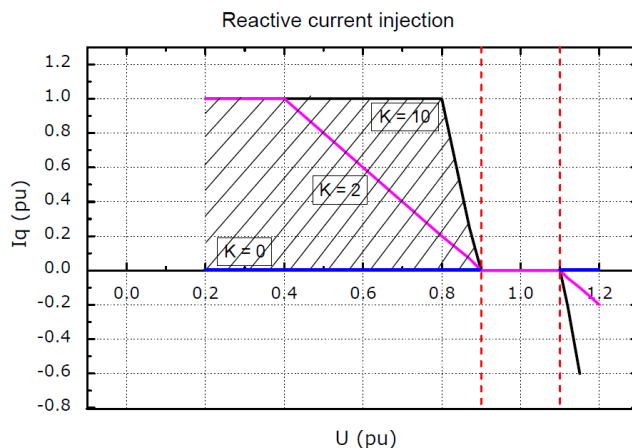 Reactive current injection
1.2
1.0
0.8
0.6
0.4
0.2
0.0
-0.2
-0.4
-0.6
-0.8
Iq (pu)
K = 10
K = 2
K = 0
0.0 0.2 0.4 0.6 0.8 1.0 1.2
U (pu)